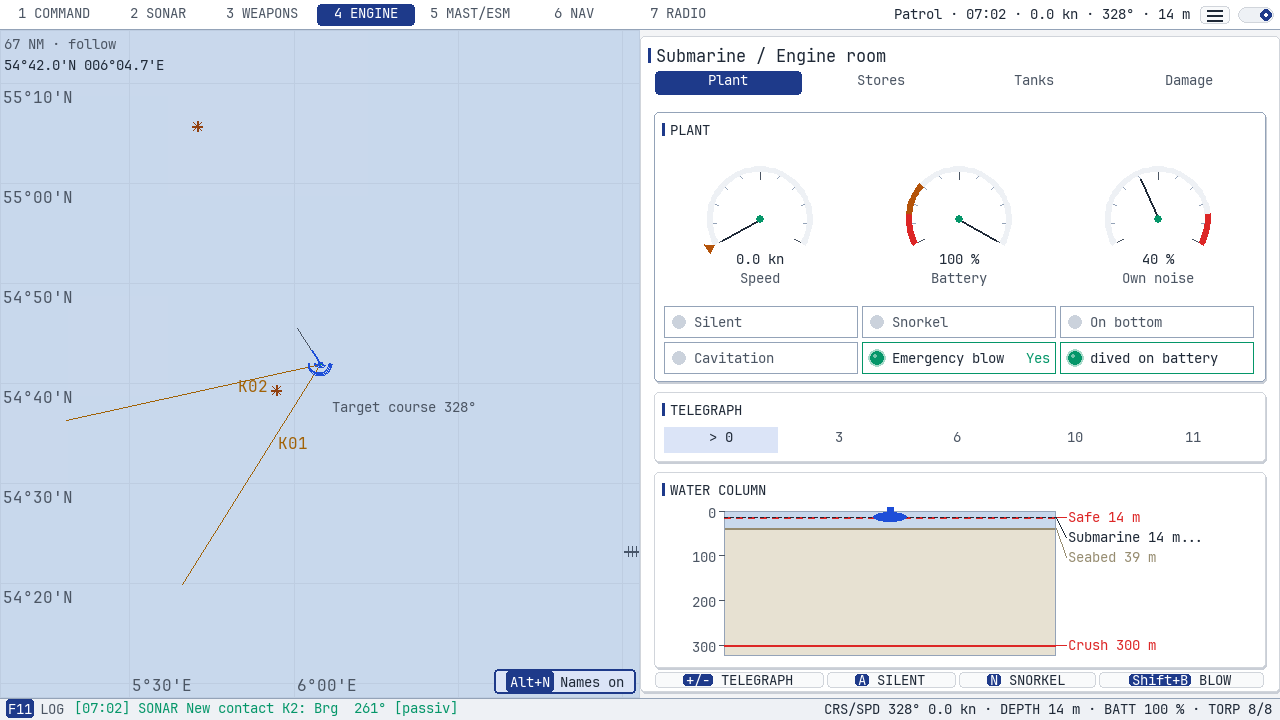 1 COMMAND 2 SONAR 3 WEAPONS 4 ENGINE 5 MAST/ESM 6 NAV 7 RADIO Patrol · 07:02 · 0.0 kn · 328° · 14 m
67 NM · follow
54°42.0'N 006°04.7'E
55°10'N
55°00'N
54°50'N
54°40'N
54°30'N
54°20'N
K02
Target course 328°
K01
5°30'E 6°00'E
Alt+N Names on
Submarine / Engine room
Plant Stores Tanks Damage
PLANT
0.0 kn 100 % 40 %
Speed Battery Own noise
Silent Snorkel On bottom
Cavitation Emergency blow Yes dived on battery
TELEGRAPH
> 0 3 6 10 11
WATER COLUMN
0
100
200
300
Safe 14 m
Submarine 14 m...
Seabed 39 m
Crush 300 m
+/- TELEGRAPH A SILENT N SNORKEL Shift+B BLOW
F11 LOG [07:02] SONAR New contact K2: Brg  261° [passiv] CRS/SPD 328° 0.0 kn · DEPTH 14 m · BATT 100 % · TORP 8/8